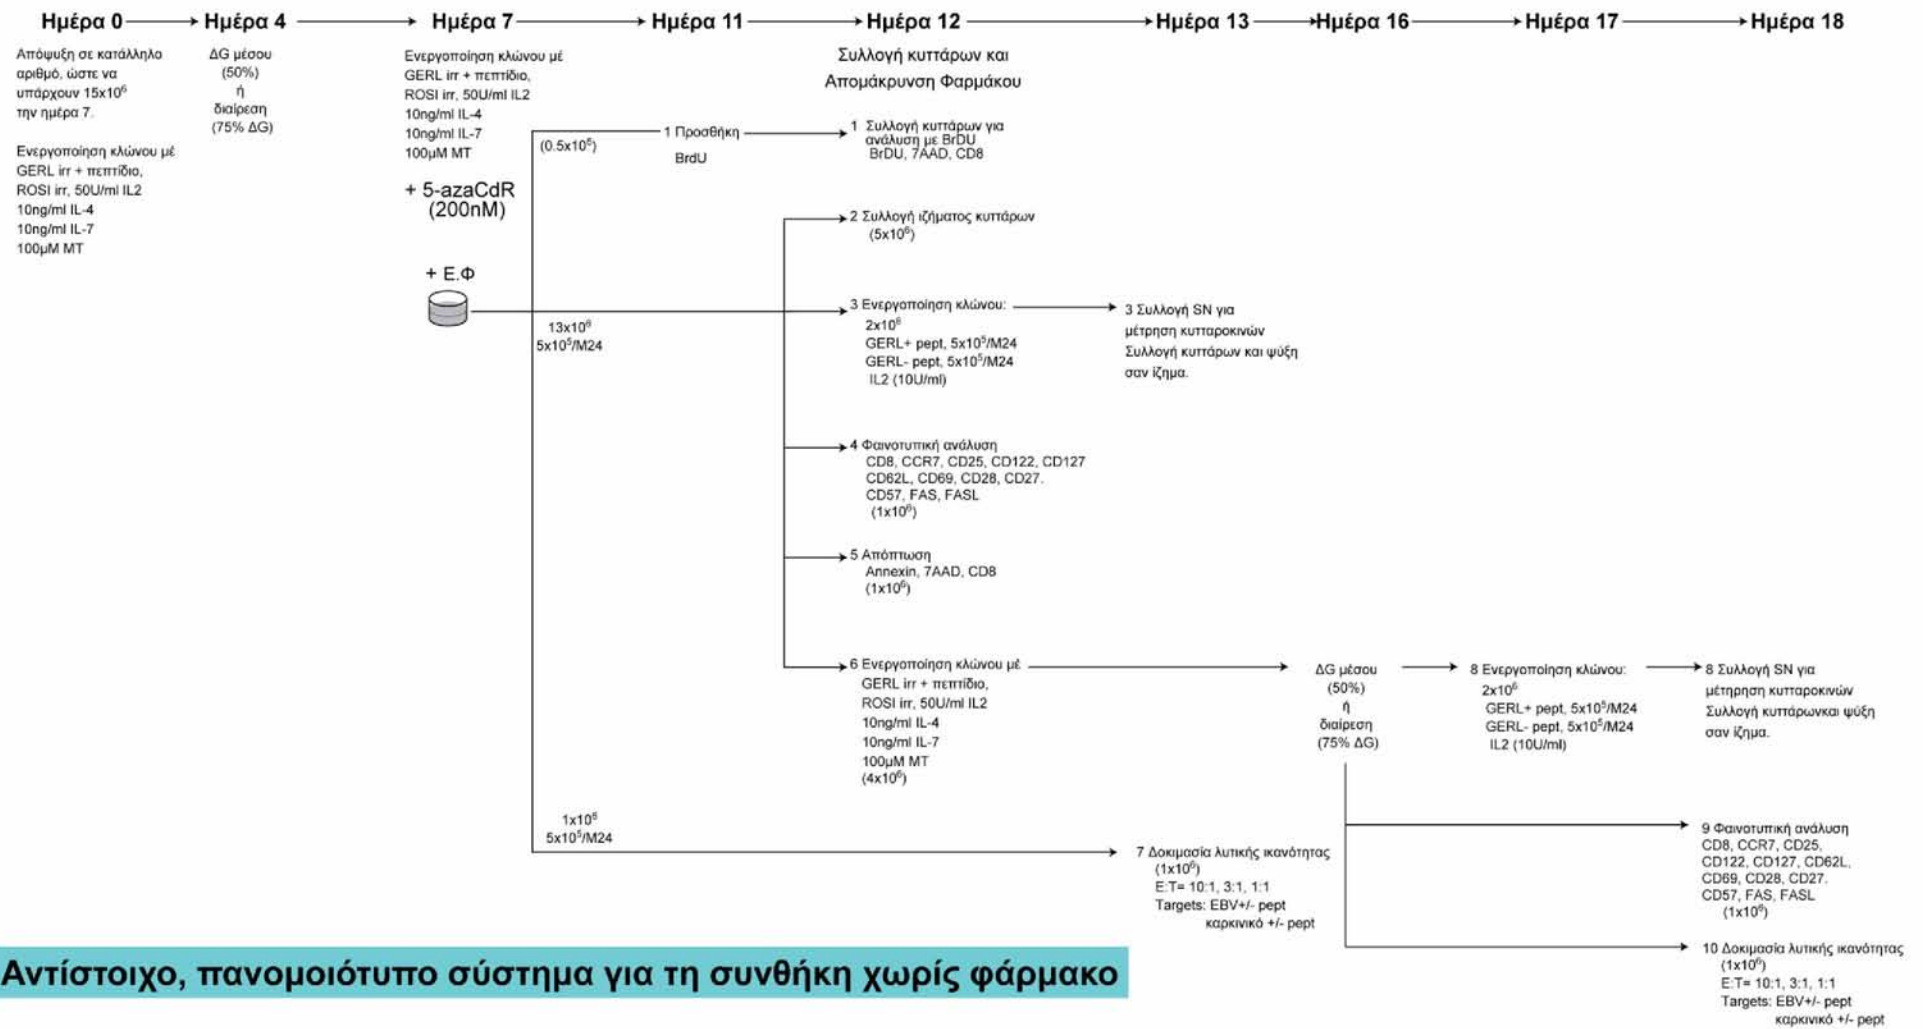 Ημέρα 0
Ημέρα 4
Ημέρα 7
Ημέρα 11
Ημέρα 12
Ημέρα 13
Ημέρα 16
Ημέρα 17
Ημέρα 18
Απόψυξη σε κατάλληλο
αριθμό, ώστε να
υπάρχουν 15x10⁶
την ημέρα 7.
Ενεργοποίηση κλώνου μέ
GERL irr + πεπτίδιο,
ROSI irr, 50U/ml IL2
10ng/ml IL-4
10ng/ml IL-7
100μM MT
ΔG μέσου
(50%)
ή
διαίρεση
(75% ΔG)
Ενεργοποίηση κλώνου μέ
GERL irr + πεπτίδιο,
ROSI irr, 50U/ml IL2
10ng/ml IL-4
10ng/ml IL-7
100μM MT
+ 5-azaCdR
(200nM)
+ Ε.Φ
(0.5x10⁶)
13x10⁶
5x10⁵/M24
1x10⁶
5x10⁵/M24
1 Προσθήκη
BrdU
Συλλογή κυττάρων και
Απομάκρυνση Φαρμάκου
1 Συλλογή κυττάρων για
ανάλυση με BrDU
BrDU, 7AAD, CD8
2 Συλλογή ιζήματος κυττάρων
(5x10⁶)
3 Ενεργοποίηση κλώνου:
2x10⁶
GERL+ pept, 5x10⁵/M24
GERL- pept, 5x10⁵/M24
IL2 (10U/ml)
3 Συλλογή SN για
μέτρηση κυτταροκινών
Συλλογή κυττάρων και ψύξη
σαν ίζημα.
4 Φαινοτυπική ανάλυση
CD8, CCR7, CD25, CD122, CD127
CD62L, CD69, CD28, CD27.
CD57, FAS, FASL
(1x10⁶)
5 Απόπτωση
Annexin, 7AAD, CD8
(1x10⁶)
6 Ενεργοποίηση κλώνου μέ
GERL irr + πεπτίδιο,
ROSI irr, 50U/ml IL2
10ng/ml IL-4
10ng/ml IL-7
100μM MT
(4x10⁶)
ΔG μέσου
(50%)
ή
διαίρεση
(75% ΔG)
8 Ενεργοποίηση κλώνου:
2x10⁶
GERL+ pept, 5x10⁵/M24
GERL- pept, 5x10⁵/M24
IL2 (10U/ml)
8 Συλλογή SN για
μέτηρηση κυτταροκινών
Συλλογή κυττάρωνκαι ψύξη
σαν ίζημα.
7 Δοκιμασία λυτικής ικανότητας
(1x10⁶)
E:T= 10:1, 3:1, 1:1
Targets: EBV+/- pept
καρκινικό +/- pept
9 Φαινοτυπική ανάλυση
CD8, CCR7, CD25,
CD122, CD127, CD62L,
CD69, CD28, CD27.
CD57, FAS, FASL
(1x10⁶)
10 Δοκιμασία λυτικής ικανότητας
(1x10⁶)
E:T= 10:1, 3:1, 1:1
Targets: EBV+/- pept
καρκινικό +/- pept
Αντίστοιχο, πανομοιότυπο σύστημα για τη συνθήκη χωρίς φάρμακο